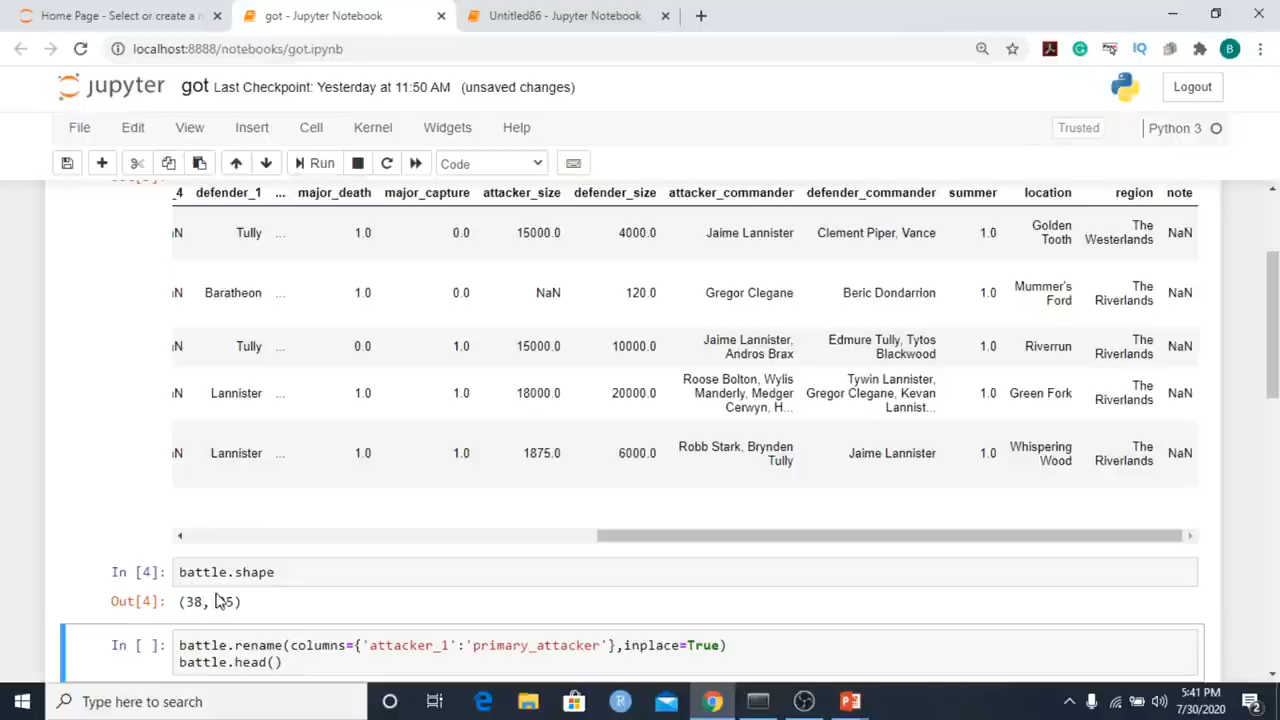 Home Page - Select or create a n
got - Jupyter Notebook
Untitled86 - Jupyter Notebook
localhost:8888/notebooks/got.ipynb
IQ
B
jupyter got Last Checkpoint: Yesterday at 11:50 AM (unsaved changes)
Logout
File Edit View Insert Cell Kernel Widgets Help
Trusted
Python 3
Run
Code
_4 defender_1 ... major_death major_capture attacker_size defender_size attacker_commander defender_commander summer location region note
aN Tully ... 1.0 0.0 15000.0 4000.0 Jaime Lannister Clement Piper, Vance 1.0 Golden Tooth The Westerlands NaN
aN Baratheon ... 1.0 0.0 NaN 120.0 Gregor Clegane Beric Dondarrion 1.0 Mummer's Ford The Riverlands NaN
aN Tully ... 0.0 1.0 15000.0 10000.0 Jaime Lannister, Andros Brax Edmure Tully, Tytos Blackwood 1.0 Riverrun The Riverlands NaN
aN Lannister ... 1.0 1.0 18000.0 20000.0 Roose Bolton, Wylis Manderly, Medger Cerwyn, H... Tywin Lannister, Gregor Clegane, Kevan Lannist... 1.0 Green Fork The Riverlands NaN
aN Lannister ... 1.0 1.0 1875.0 6000.0 Robb Stark, Brynden Tully Jaime Lannister 1.0 Whispering Wood The Riverlands NaN
In [4]: battle.shape
Out[4]: (38, 5)
In [ ]: battle.rename(columns={'attacker_1':'primary_attacker'},inplace=True)
battle.head()
Type here to search
5:41 PM
7/30/2020
2